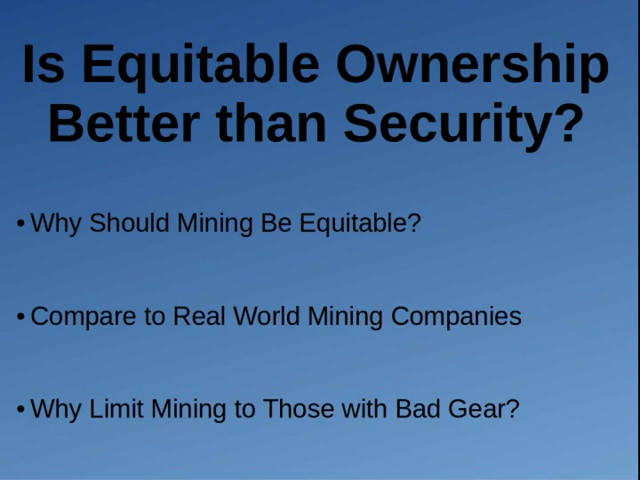 Is Equitable Ownership
Better than Security?
• Why Should Mining Be Equitable?
• Compare to Real World Mining Companies
• Why Limit Mining to Those with Bad Gear?